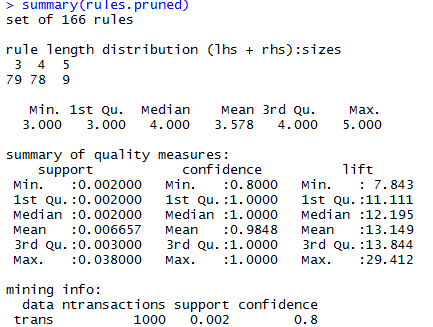 > summary(rules.pruned)
set of 166 rules
rule length distribution (lhs + rhs):sizes
3 4 5
79 78 9
Min. 1st Qu. Median Mean 3rd Qu. Max.
3.000 3.000 4.000 3.578 4.000 5.000
summary of quality measures:
support confidence lift
Min. :0.002000 Min. :0.8000 Min. : 7.843
1st Qu.:0.002000 1st Qu.:1.0000 1st Qu.:11.111
Median :0.002000 Median :1.0000 Median :12.195
Mean :0.006657 Mean :0.9848 Mean :13.149
3rd Qu.:0.003000 3rd Qu.:1.0000 3rd Qu.:13.844
Max. :0.038000 Max. :1.0000 Max. :29.412
mining info:
data ntransactions support confidence
trans 1000 0.002 0.8